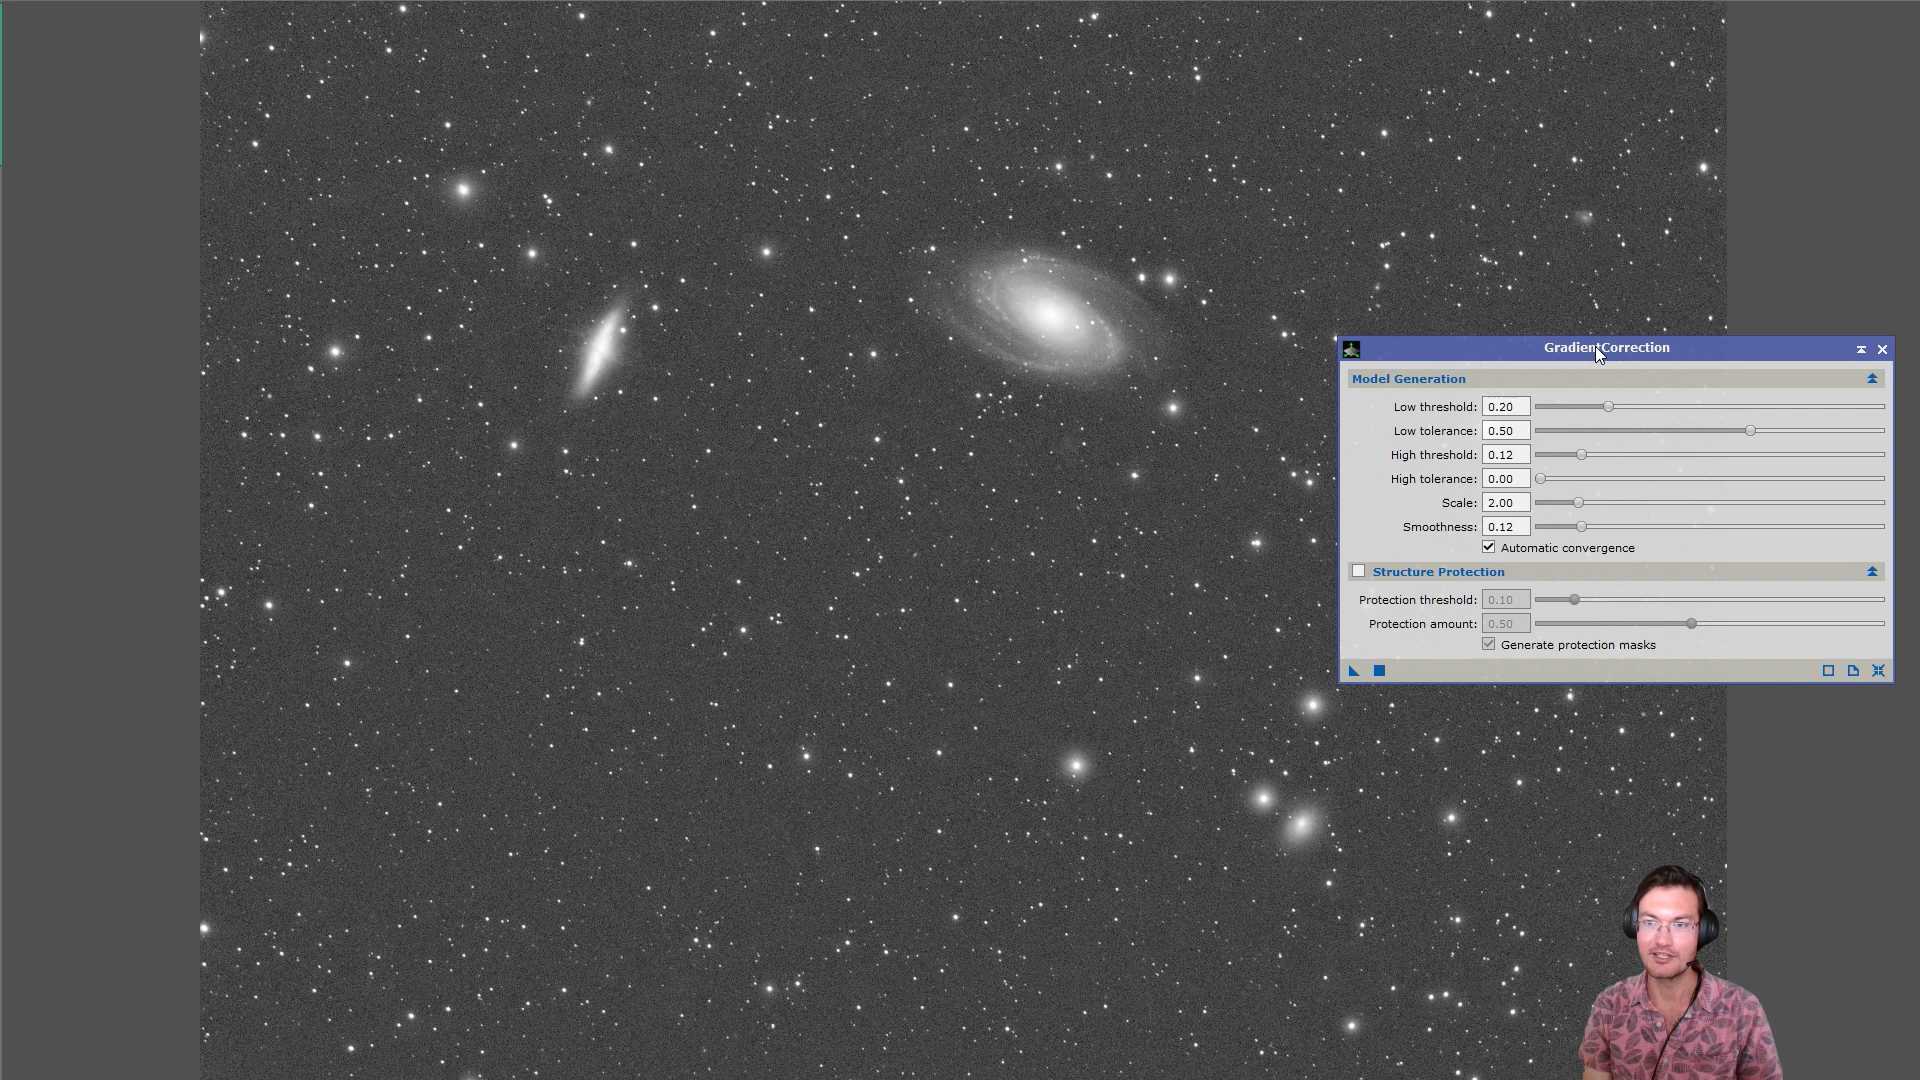 GradientCorrection
Model Generation
Low threshold: 0.20
Low tolerance: 0.50
High threshold: 0.12
High tolerance: 0.00
Scale: 2.00
Smoothness: 0.12
Automatic convergence
Structure Protection
Protection threshold: 0.10
Protection amount: 0.50
Generate protection masks